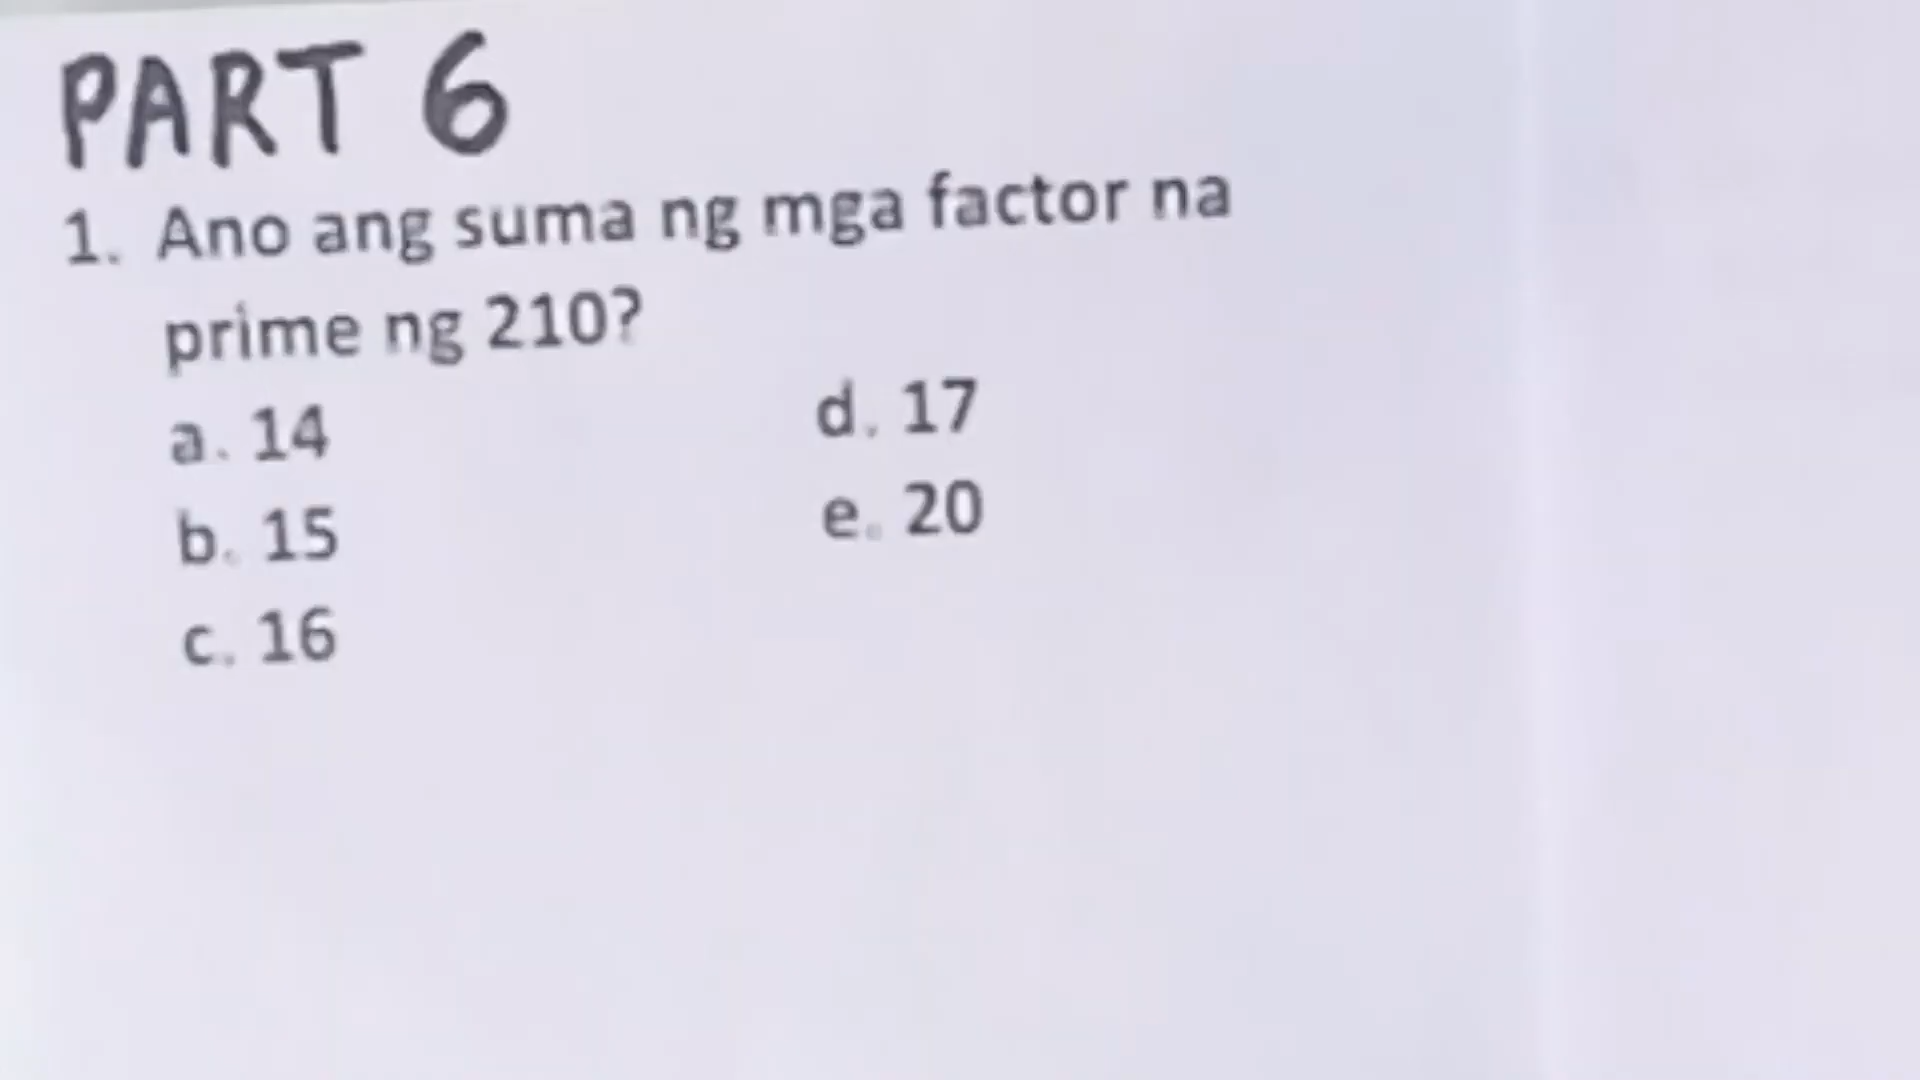 PART 6
1. Ano ang suma ng mga factor na
prime ng 210?
a. 14
b. 15
c. 16
d. 17
e. 20